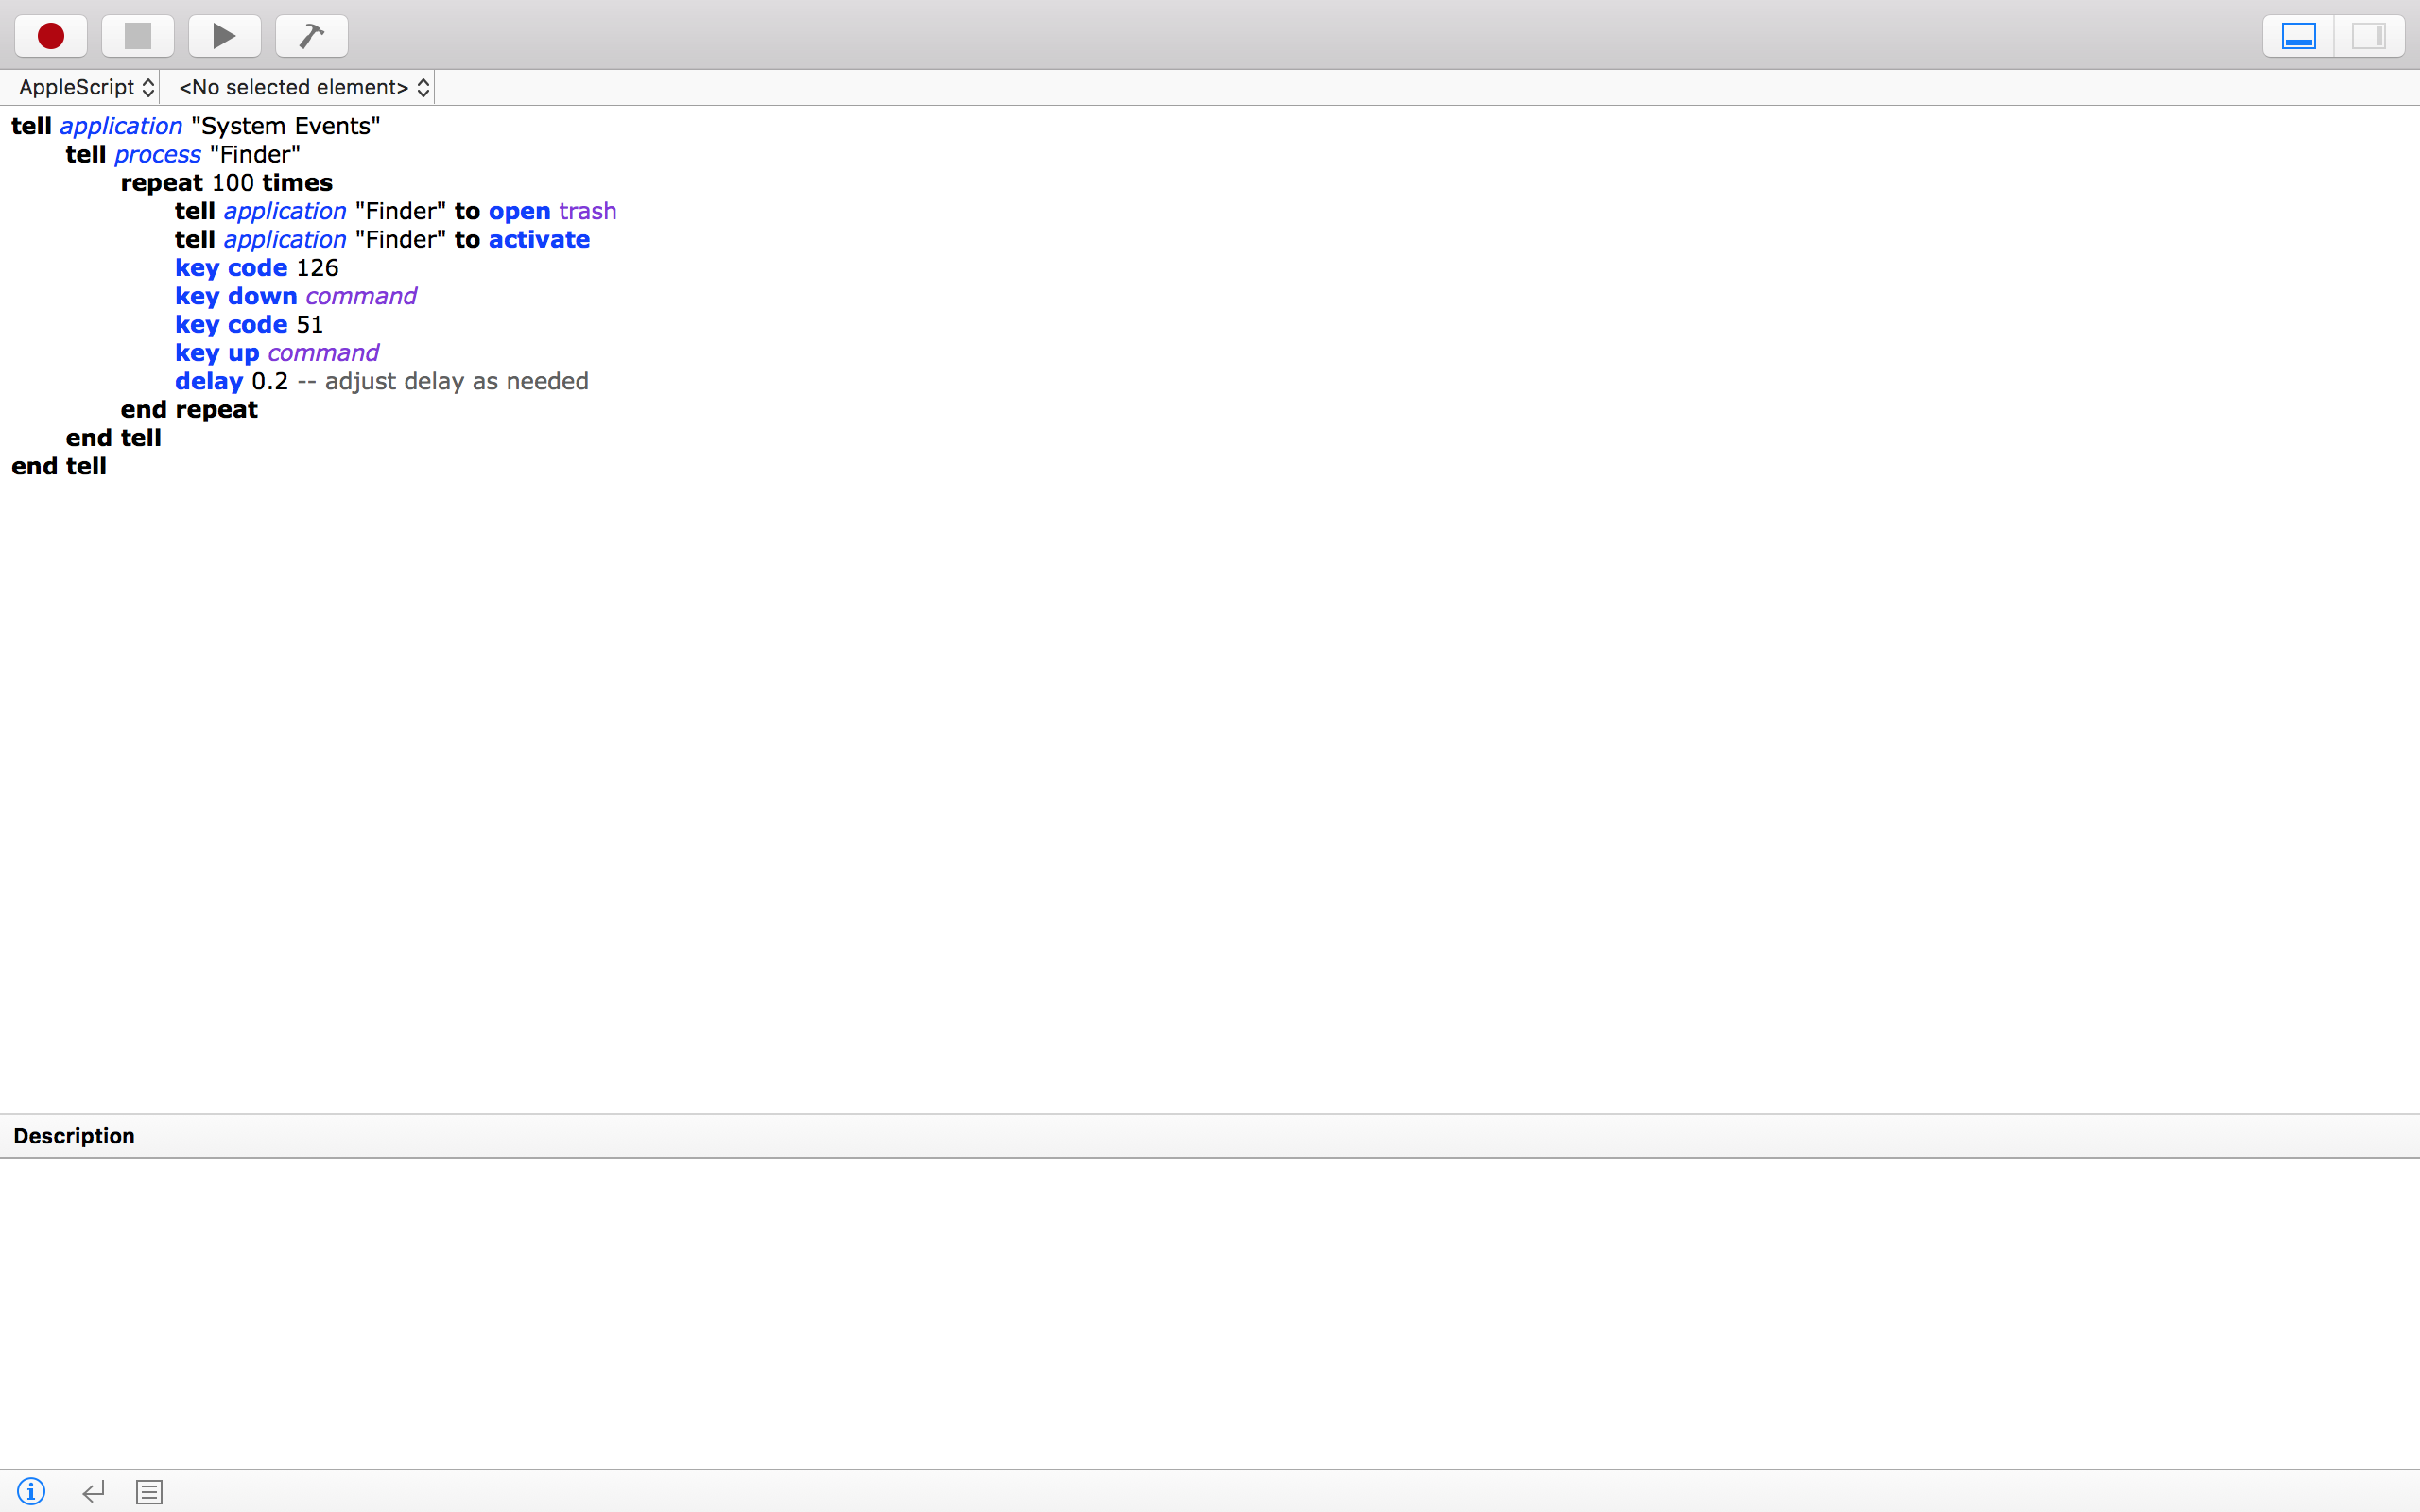 AppleScript <No selected element>
tell application "System Events"
tell process "Finder"
repeat 100 times
tell application "Finder" to open trash
tell application "Finder" to activate
key code 126
key down command
key code 51
key up command
delay 0.2 -- adjust delay as needed
end repeat
end tell
end tell
Description